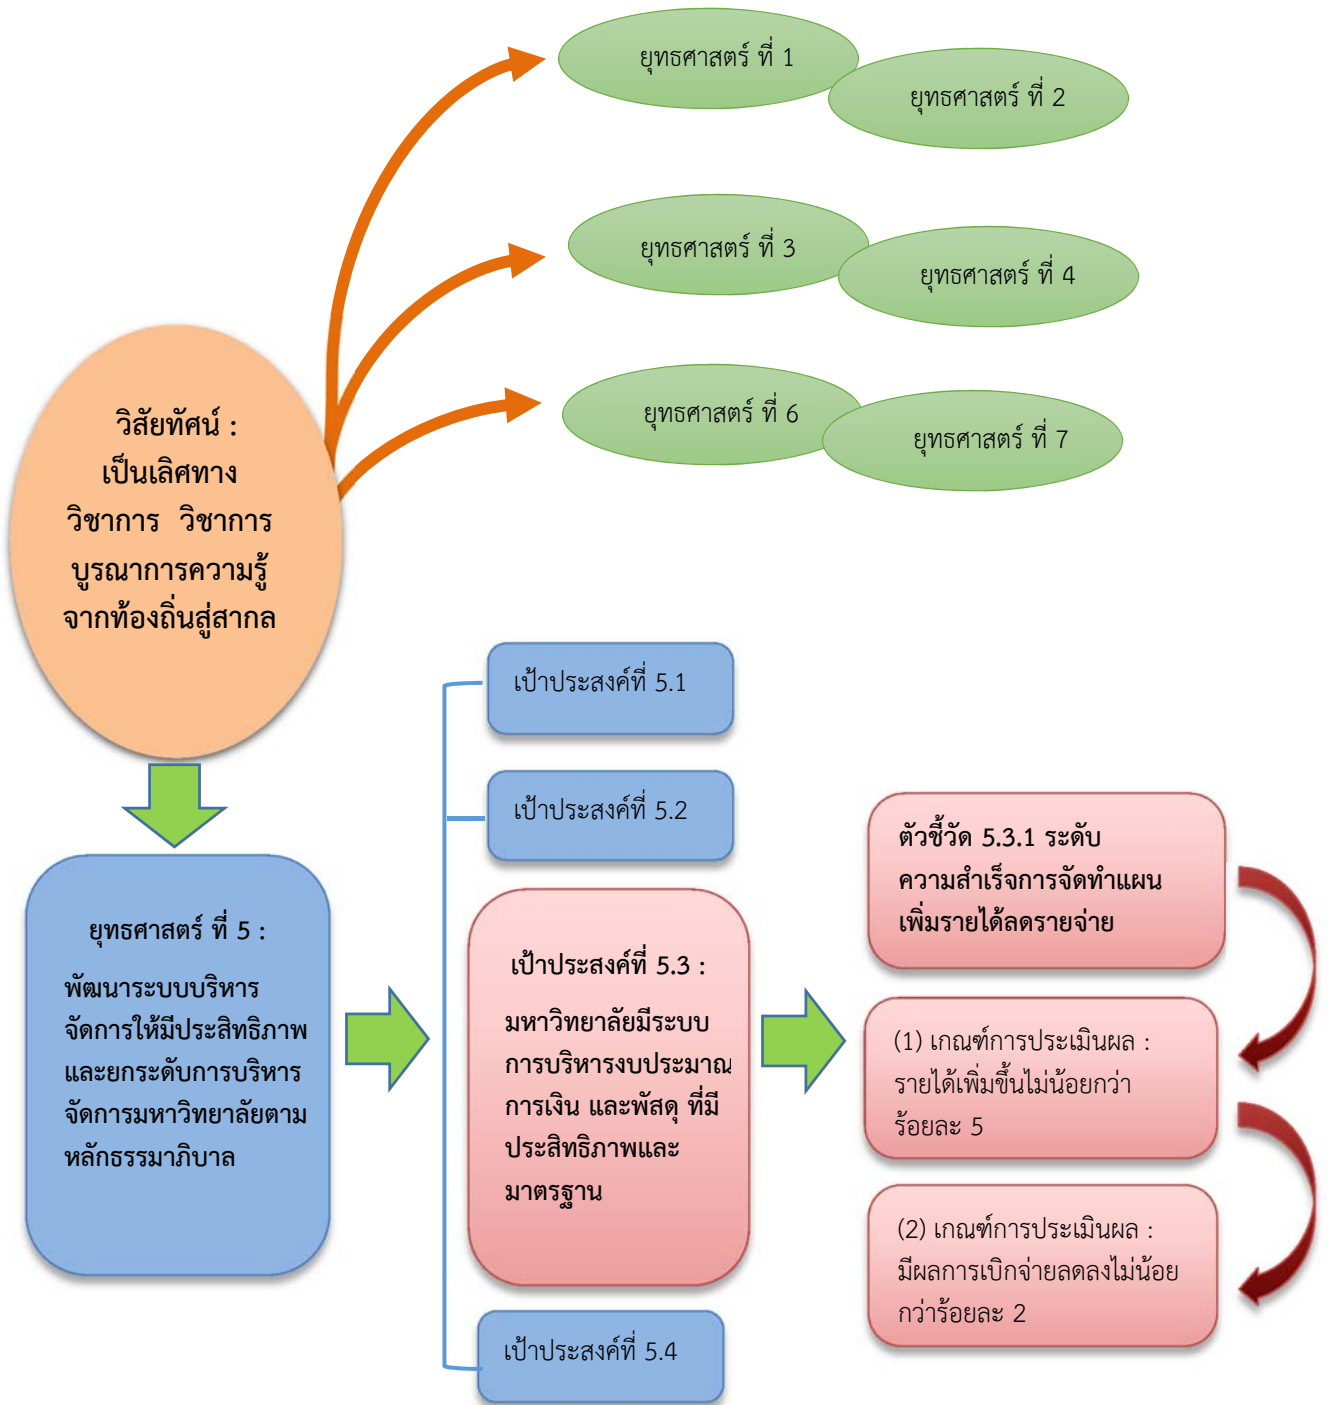 ยุทธศาสตร์ ที่ 1
ยุทธศาสตร์ ที่ 2
ยุทธศาสตร์ ที่ 3
ยุทธศาสตร์ ที่ 4
ยุทธศาสตร์ ที่ 6
ยุทธศาสตร์ ที่ 7
วิสัยทัศน์ :
เป็นเลิศทาง
วิชาการ วิชาการ
บูรณาการความรู้
จากท้องถิ่นสู่สากล
ยุทธศาสตร์ ที่ 5 :
พัฒนาระบบบริหาร
จัดการให้มีประสิทธิภาพ
และยกระดับการบริหาร
จัดการมหาวิทยาลัยตาม
หลักธรรมาภิบาล
เป้าประสงค์ที่ 5.1
เป้าประสงค์ที่ 5.2
เป้าประสงค์ที่ 5.3 :
มหาวิทยาลัยมีระบบ
การบริหารงบประมาณ
การเงิน และพัสดุ ที่มี
ประสิทธิภาพและ
มาตรฐาน
เป้าประสงค์ที่ 5.4
ตัวชี้วัด 5.3.1 ระดับ
ความสำเร็จการจัดทำแผน
เพิ่มรายได้ลดรายจ่าย
(1) เกณฑ์การประเมินผล :
รายได้เพิ่มขึ้นไม่น้อยกว่า
ร้อยละ 5
(2) เกณฑ์การประเมินผล :
มีผลการเบิกจ่ายลดลงไม่น้อย
กว่าร้อยละ 2